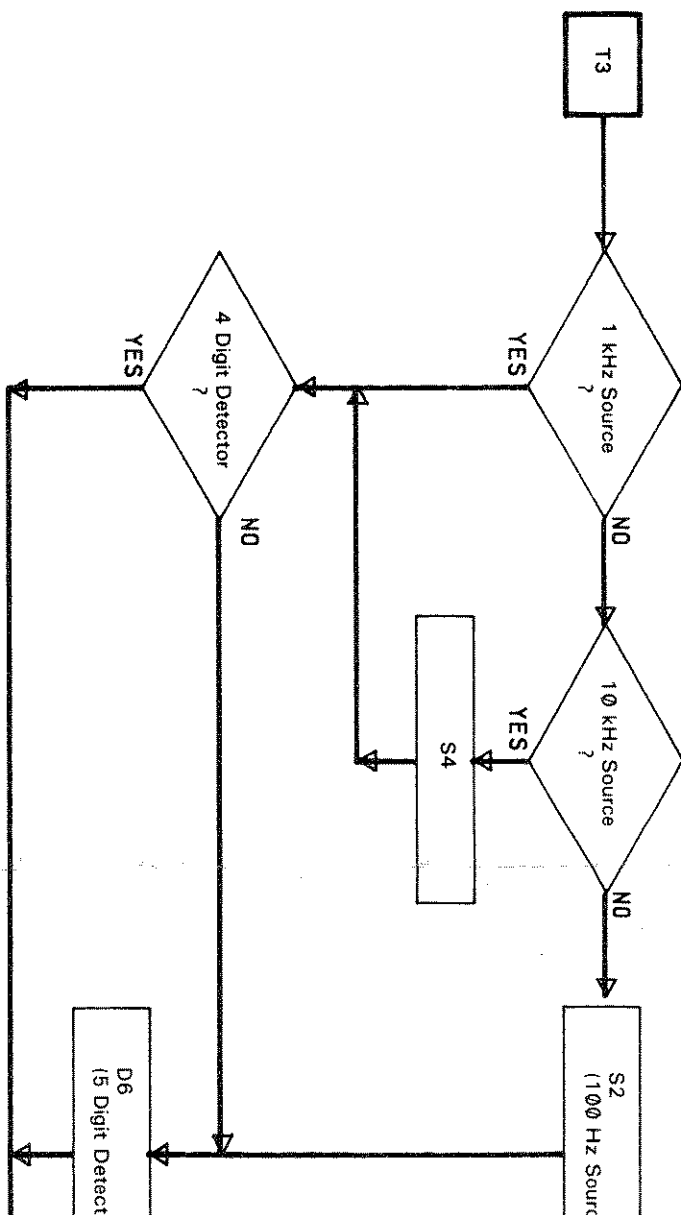 T3
1 kHz Source
?
NO
YES
10 kHz Source
?
NO
YES
S4
S2
(100 Hz Sourc
4 Digit Detector
?
NO
YES
D6
(5 Digit Detect